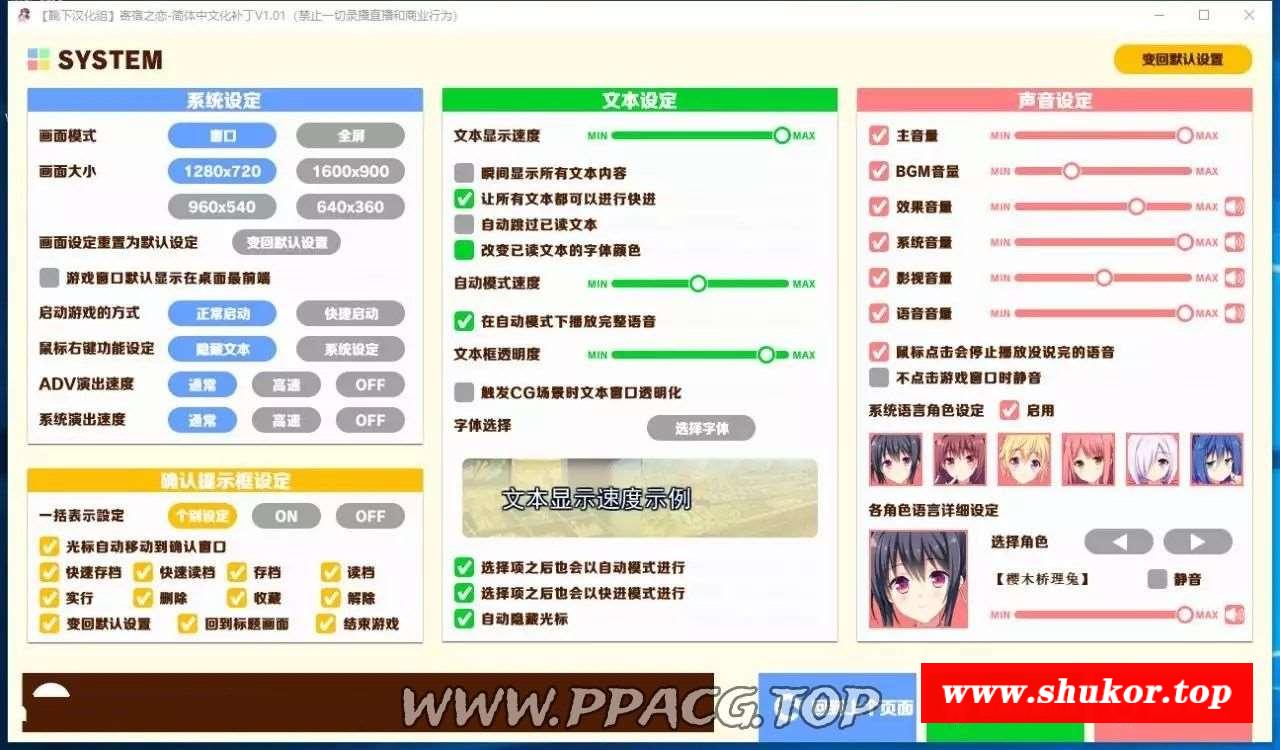 【靴下汉化组】寄宿之恋-简体中文化补丁V1.01（禁止一切录播直播和商业行为）
SYSTEM
变回默认设置
系统设定
画面模式 窗口 全屏
画面大小 1280x720 1600x900
960x540 640x360
画面设定重置为默认设定 变回默认设置
游戏窗口默认显示在桌面最前端
启动游戏的方式 正常启动 快捷启动
鼠标右键功能设定 隐藏文本 系统设定
ADV演出速度 通常 高速 OFF
系统演出速度 通常 高速 OFF
确认提示框设定
一括表示設定 个别设定 ON OFF
光标自动移动到确认窗口
快速存档 快速读档 存档 读档
实行 删除 收藏 解除
变回默认设置 回到标题画面 结束游戏
文本设定
文本显示速度 MIN MAX
瞬间显示所有文本内容
让所有文本都可以进行快进
自动跳过已读文本
改变已读文本的字体颜色
自动模式速度 MIN MAX
在自动模式下播放完整语音
文本框透明度 MIN MAX
触发CG场景时文本窗口透明化
字体选择 选择字体
文本显示速度示例
选择项之后也会以自动模式进行
选择项之后也会以快进模式进行
自动隐藏光标
声音设定
主音量 MIN MAX
BGM音量 MIN MAX
效果音量 MIN MAX
系统音量 MIN MAX
影视音量 MIN MAX
语音音量 MIN MAX
鼠标点击会停止播放没说完的语音
不点击游戏窗口时静音
系统语言角色设定 启用
各角色语言详细设定
选择角色
【樱木桥理兔】 静音
MIN MAX
WWW.PPACG.TOP
页面
www.shukor.top